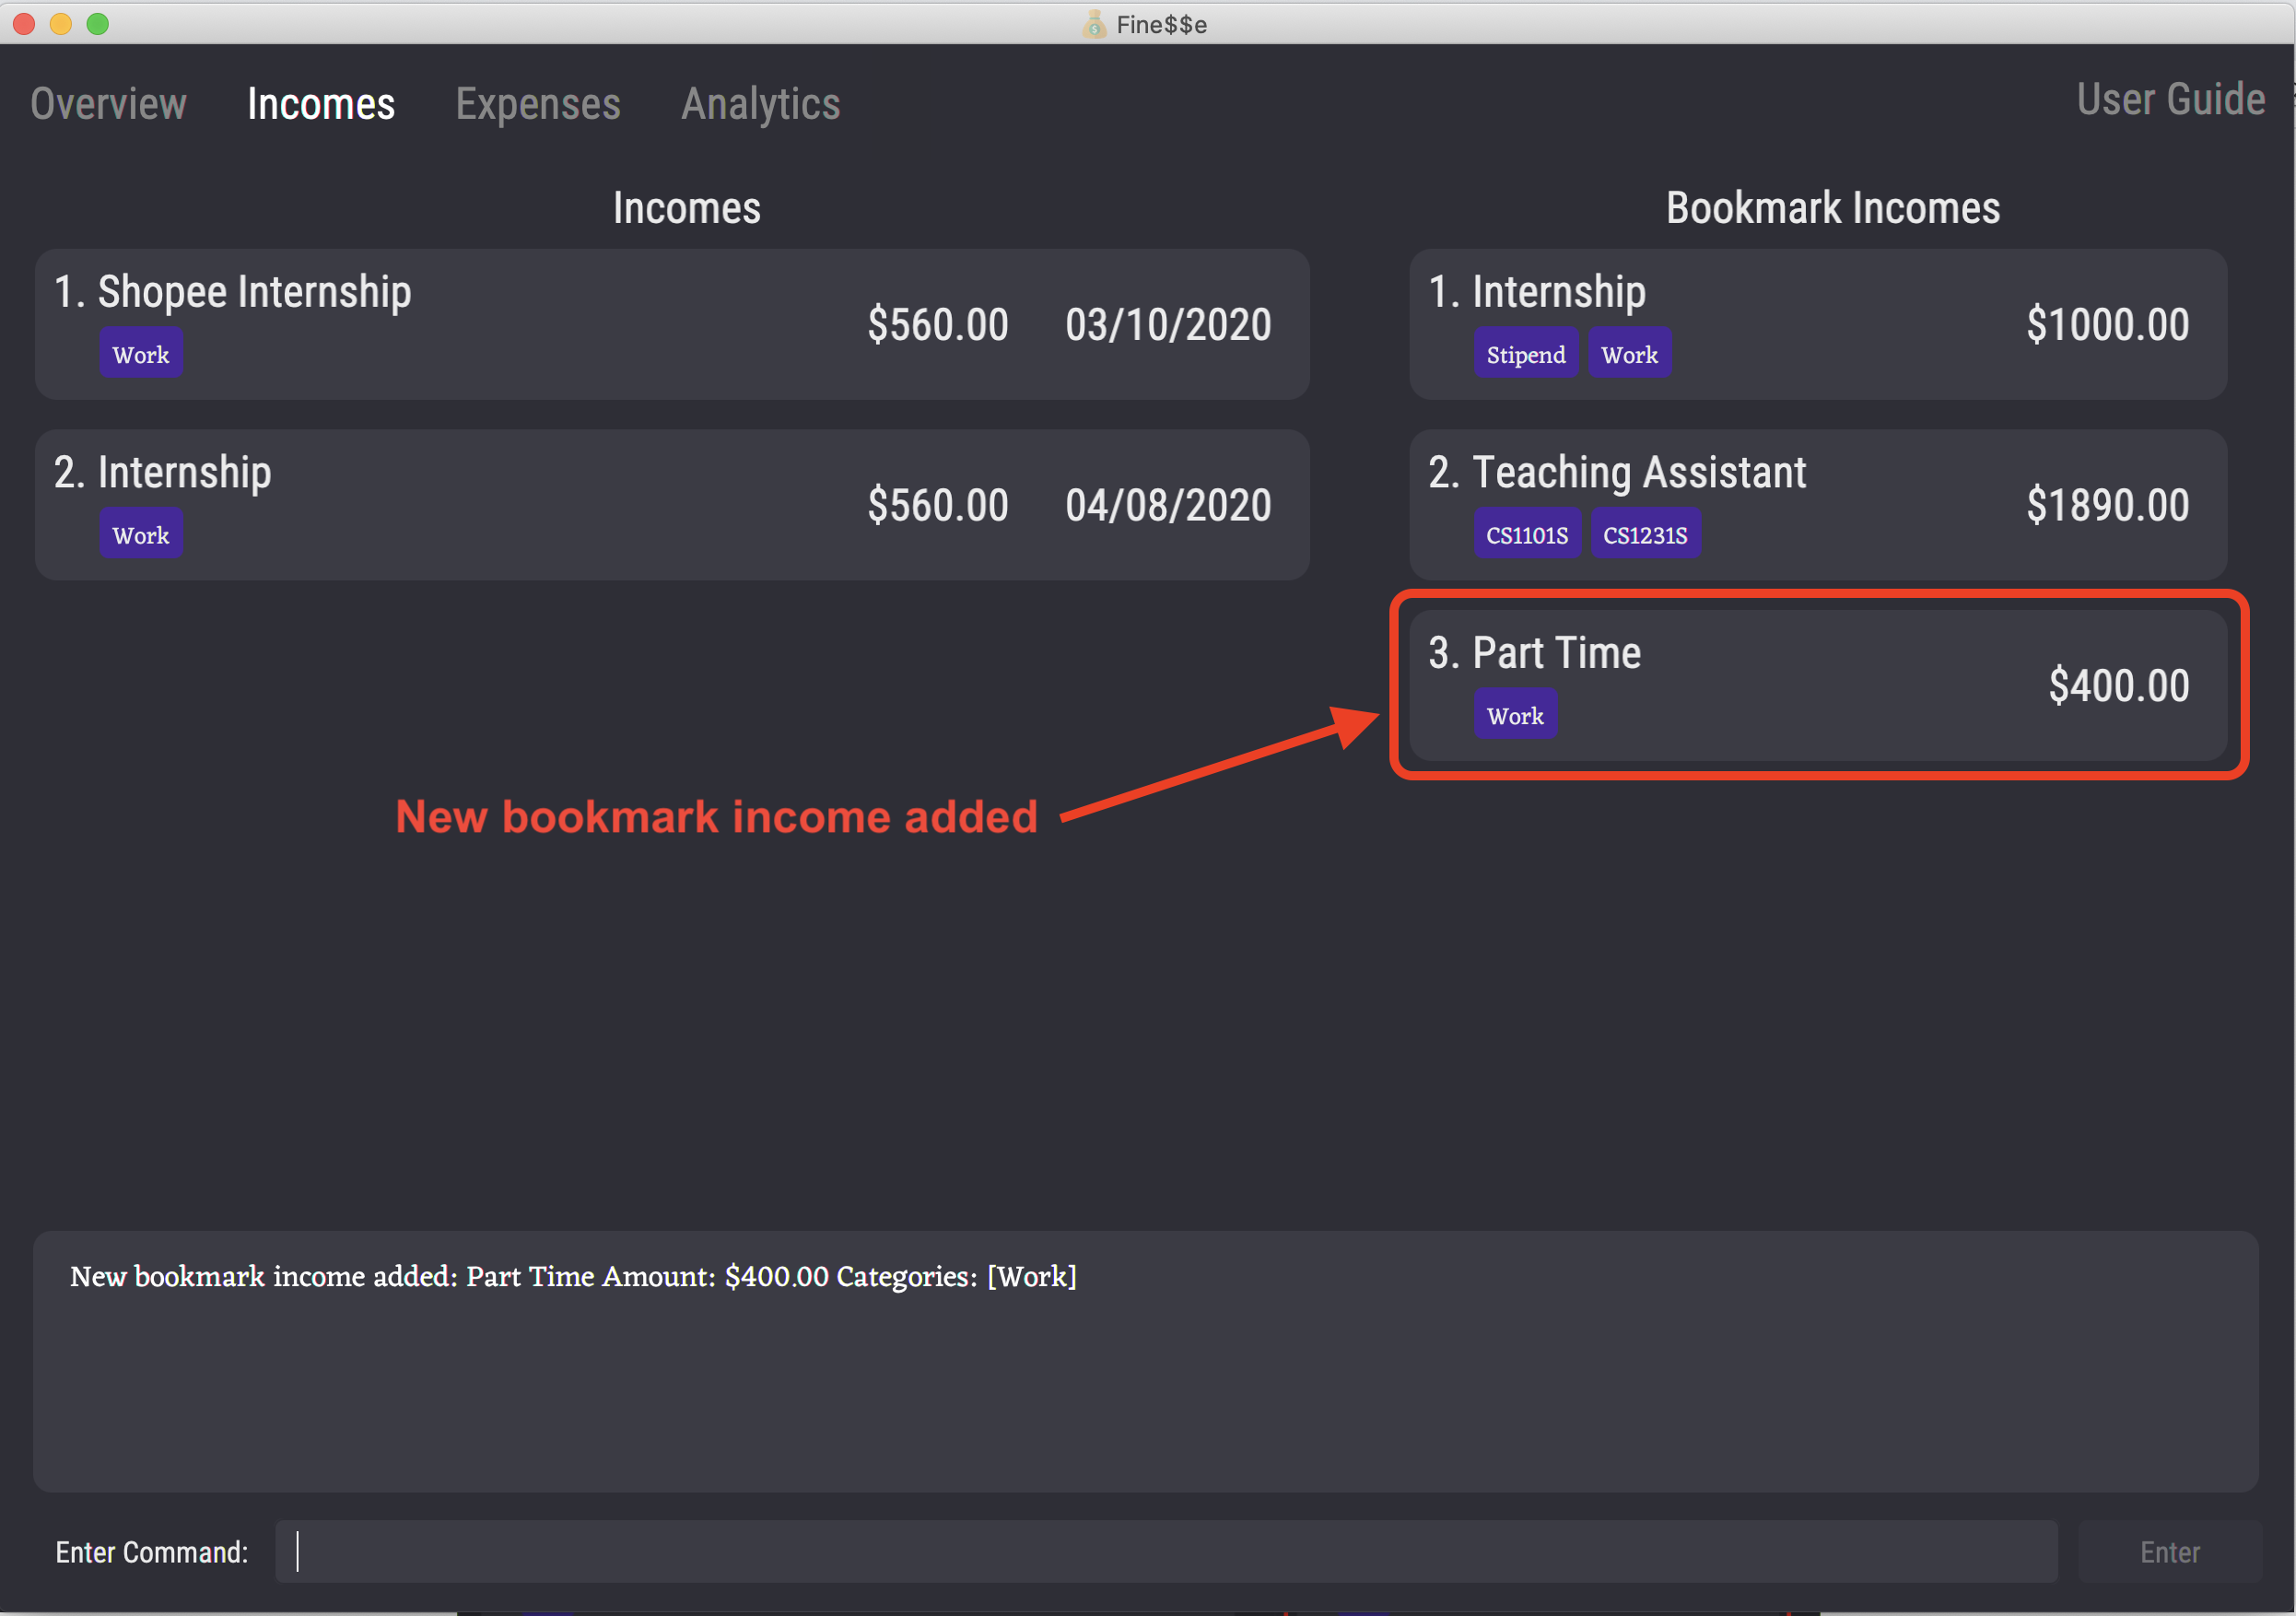 Fine$$e
Overview Incomes Expenses Analytics User Guide
Incomes
1. Shopee Internship
$560.00 03/10/2020
Work
2. Internship
$560.00 04/08/2020
Work
Bookmark Incomes
1. Internship
$1000.00
Stipend Work
2. Teaching Assistant
$1890.00
CS1101S CS1231S
3. Part Time
$400.00
Work
New bookmark income added
New bookmark income added: Part Time Amount: $400.00 Categories: [Work]
Enter Command:
Enter